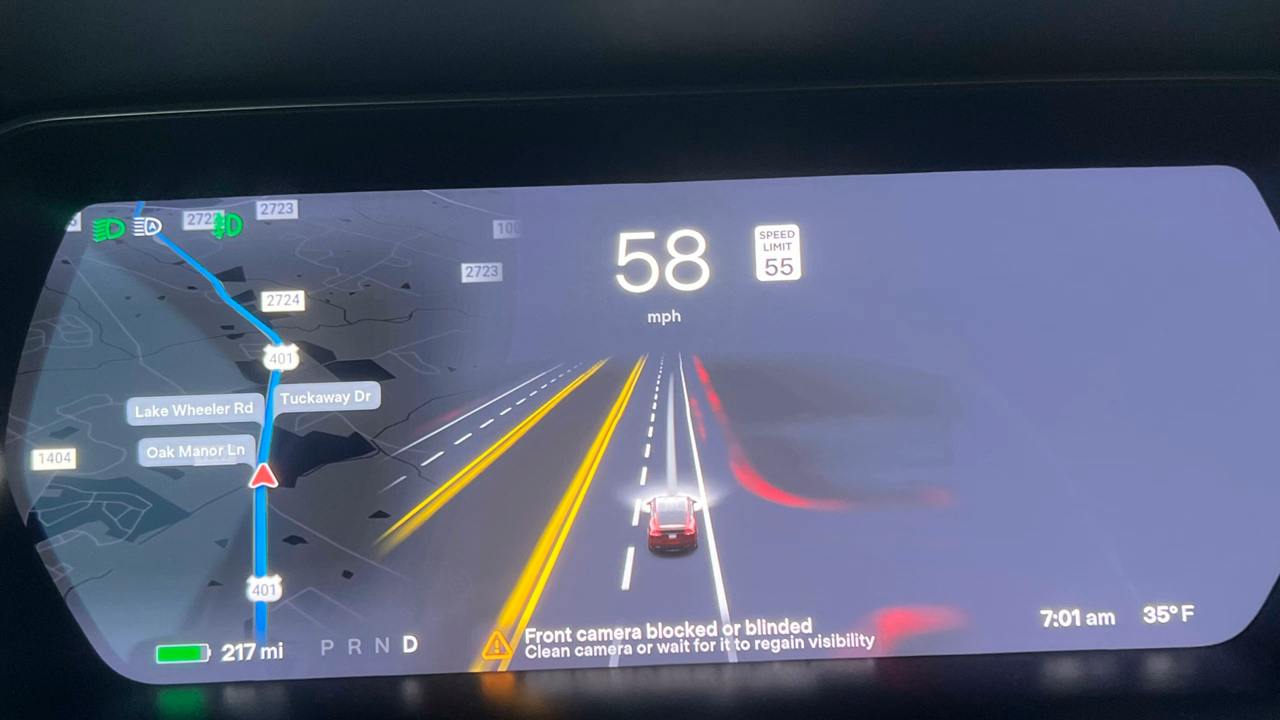 2723
2723
100
2723
58
mph
SPEED
LIMIT
55
2724
401
Tuckaway Dr
Lake Wheeler Rd
Oak Manor Ln
1404
401
217 mi
P R N D
Front camera blocked or blinded
Clean camera or wait for it to regain visibility
7:01 am
35° F